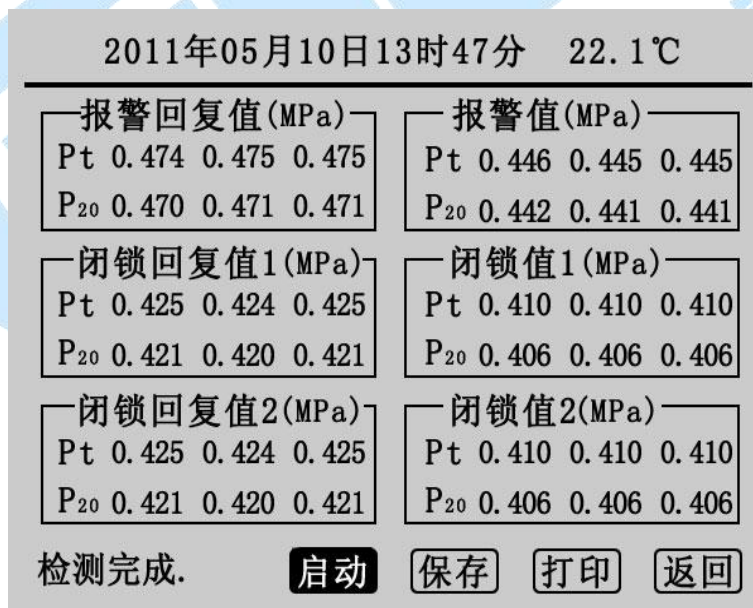 2011年05月10日13时47分 22.1℃
报警回复值(MPa)
Pt 0.474 0.475 0.475
P20 0.470 0.471 0.471
报警值(MPa)
Pt 0.446 0.445 0.445
P20 0.442 0.441 0.441
闭锁回复值1(MPa)
Pt 0.425 0.424 0.425
P20 0.421 0.420 0.421
闭锁值1(MPa)
Pt 0.410 0.410 0.410
P20 0.406 0.406 0.406
闭锁回复值2(MPa)
Pt 0.425 0.424 0.425
P20 0.421 0.420 0.421
闭锁值2(MPa)
Pt 0.410 0.410 0.410
P20 0.406 0.406 0.406
检测完成. 启动 保存 打印 返回